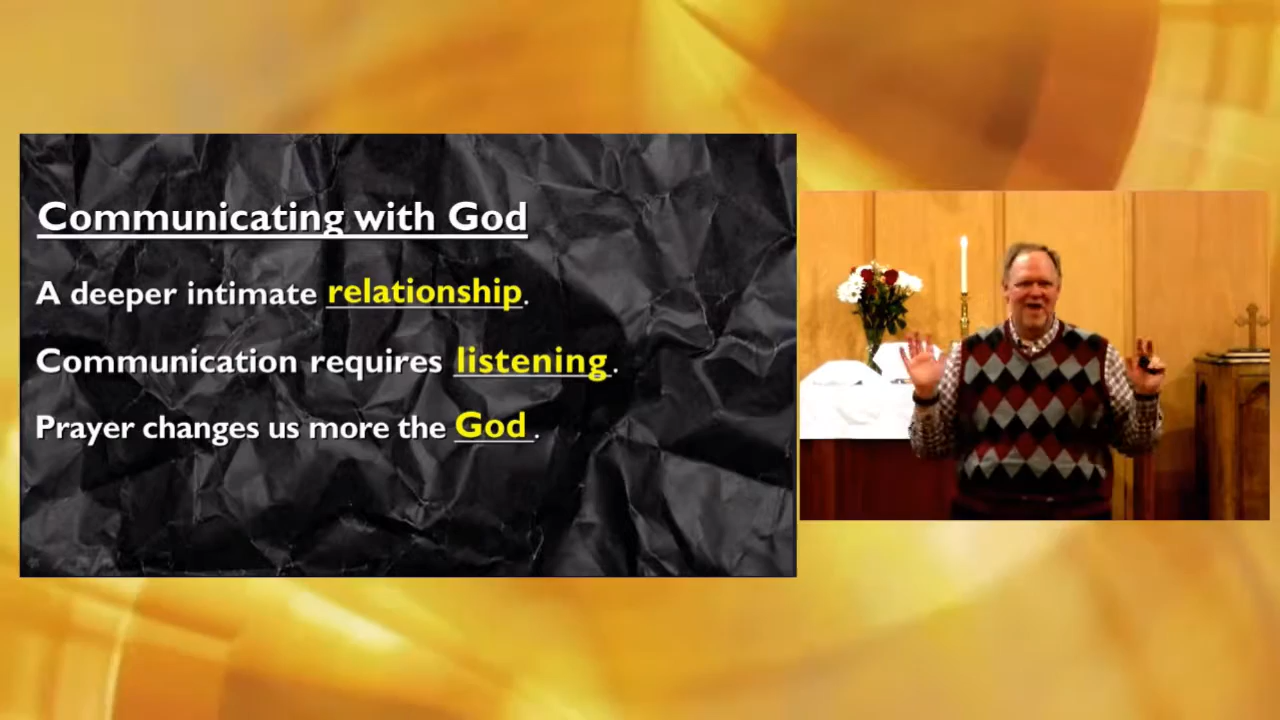 Communicating with God
A deeper intimate relationship.
Communication requires listening.
Prayer changes us more the God.